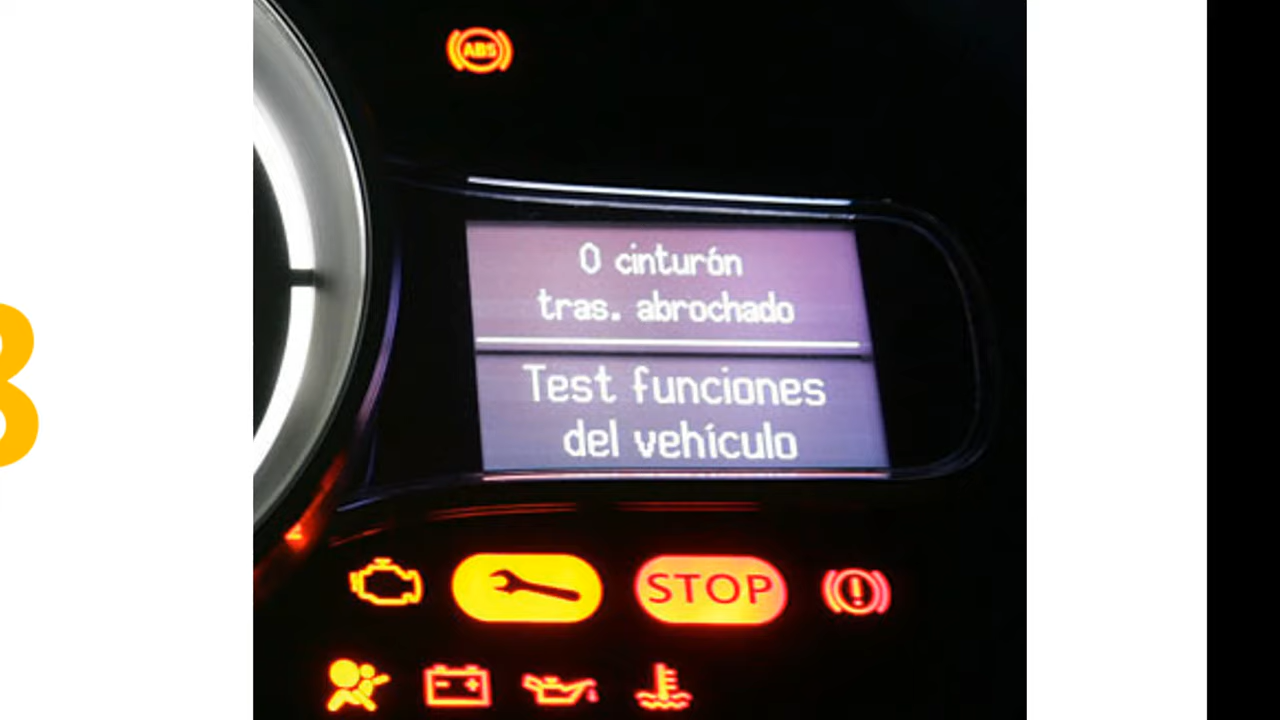 ABS
0 cinturón
tras. abrochado
Test funciones
del vehículo
STOP